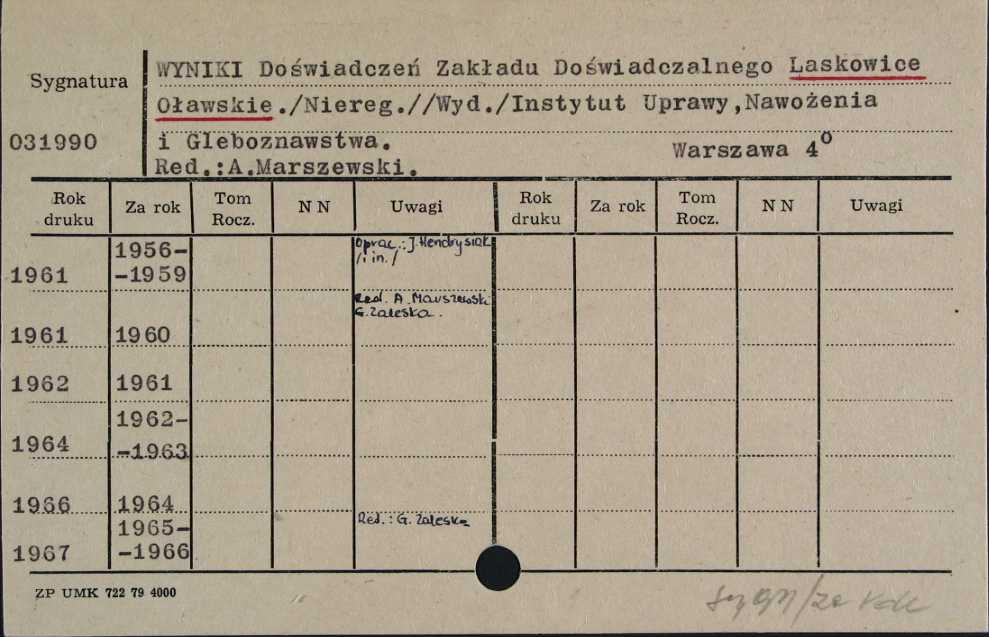 Sygnatura
WYNIKI Doświadczeń Zakładu Doświadczalnego Laskowice
Oławskie./Niereg.//Wyd./Instytut Uprawy,Nawożenia
031990
i Gleboznawstwa.
Warszawa 4⁰
Red.:A.Marszewski.
Rok druku Za rok Tom Rocz. N N Uwagi Rok druku Za rok Tom Rocz. N N Uwagi
1961 1956-
-1959 Oprac.: J. Hendrysiak
/i in./
1961 1960 Red. A. Marszewski
G. Zaleska.
1962 1961
1964 1962-
-1963
1966 1964
1967 1965-
-1966 Red.: G. Zaleska
ZP UMK 722 79 4000
/za rok